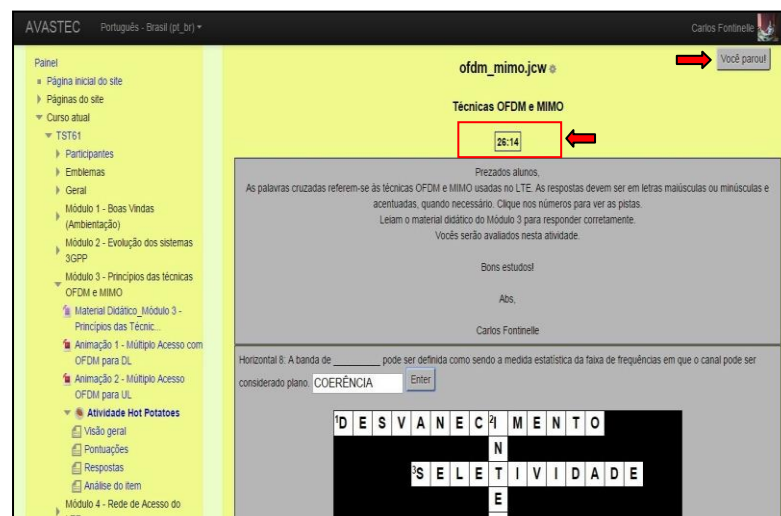 AVASTEC Português - Brasil (pt_br) Carlos Fontinelle
Você parou!
Painel
Página inicial do site
Páginas do site
Curso atual
TST61
Participantes
Emblemas
Geral
Módulo 1 - Boas Vindas
(Ambientação)
Módulo 2 - Evolução dos sistemas
3GPP
Módulo 3 - Princípios das técnicas
OFDM e MIMO
Material Didático_Módulo 3 -
Princípios das Técnic...
Animação 1 - Múltiplo Acesso com
OFDM para DL
Animação 2 - Múltiplo Acesso
OFDM para UL
Atividade Hot Potatoes
Visão geral
Pontuações
Respostas
Análise do item
Módulo 4 - Rede de Acesso do
ofdm_mimo.jcw
Técnicas OFDM e MIMO
26:14
Prezados alunos,
As palavras cruzadas referem-se às técnicas OFDM e MIMO usadas no LTE. As respostas devem ser em letras maiúsculas ou minúsculas e
acentuadas, quando necessário. Clique nos números para ver as pistas.
Leiam o material didático do Módulo 3 para responder corretamente.
Vocês serão avaliados nesta atividade.
Bons estudos!
Abs,
Carlos Fontinelle
Horizontal 8: A banda de _________ pode ser definida como sendo a medida estatística da faixa de frequências em que o canal pode ser
considerado plano. COERÊNCIA Enter
1 D E S V A N E C 2 I M E N T O
N
3 S E L E T I V I D A D E
E